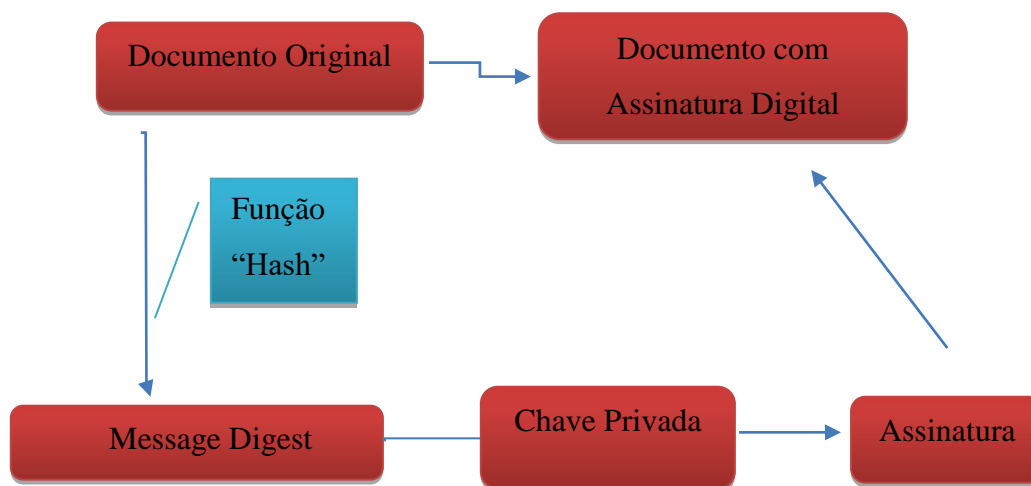 Documento Original
Documento com
Assinatura Digital
Função
“Hash”
Message Digest
Chave Privada
Assinatura